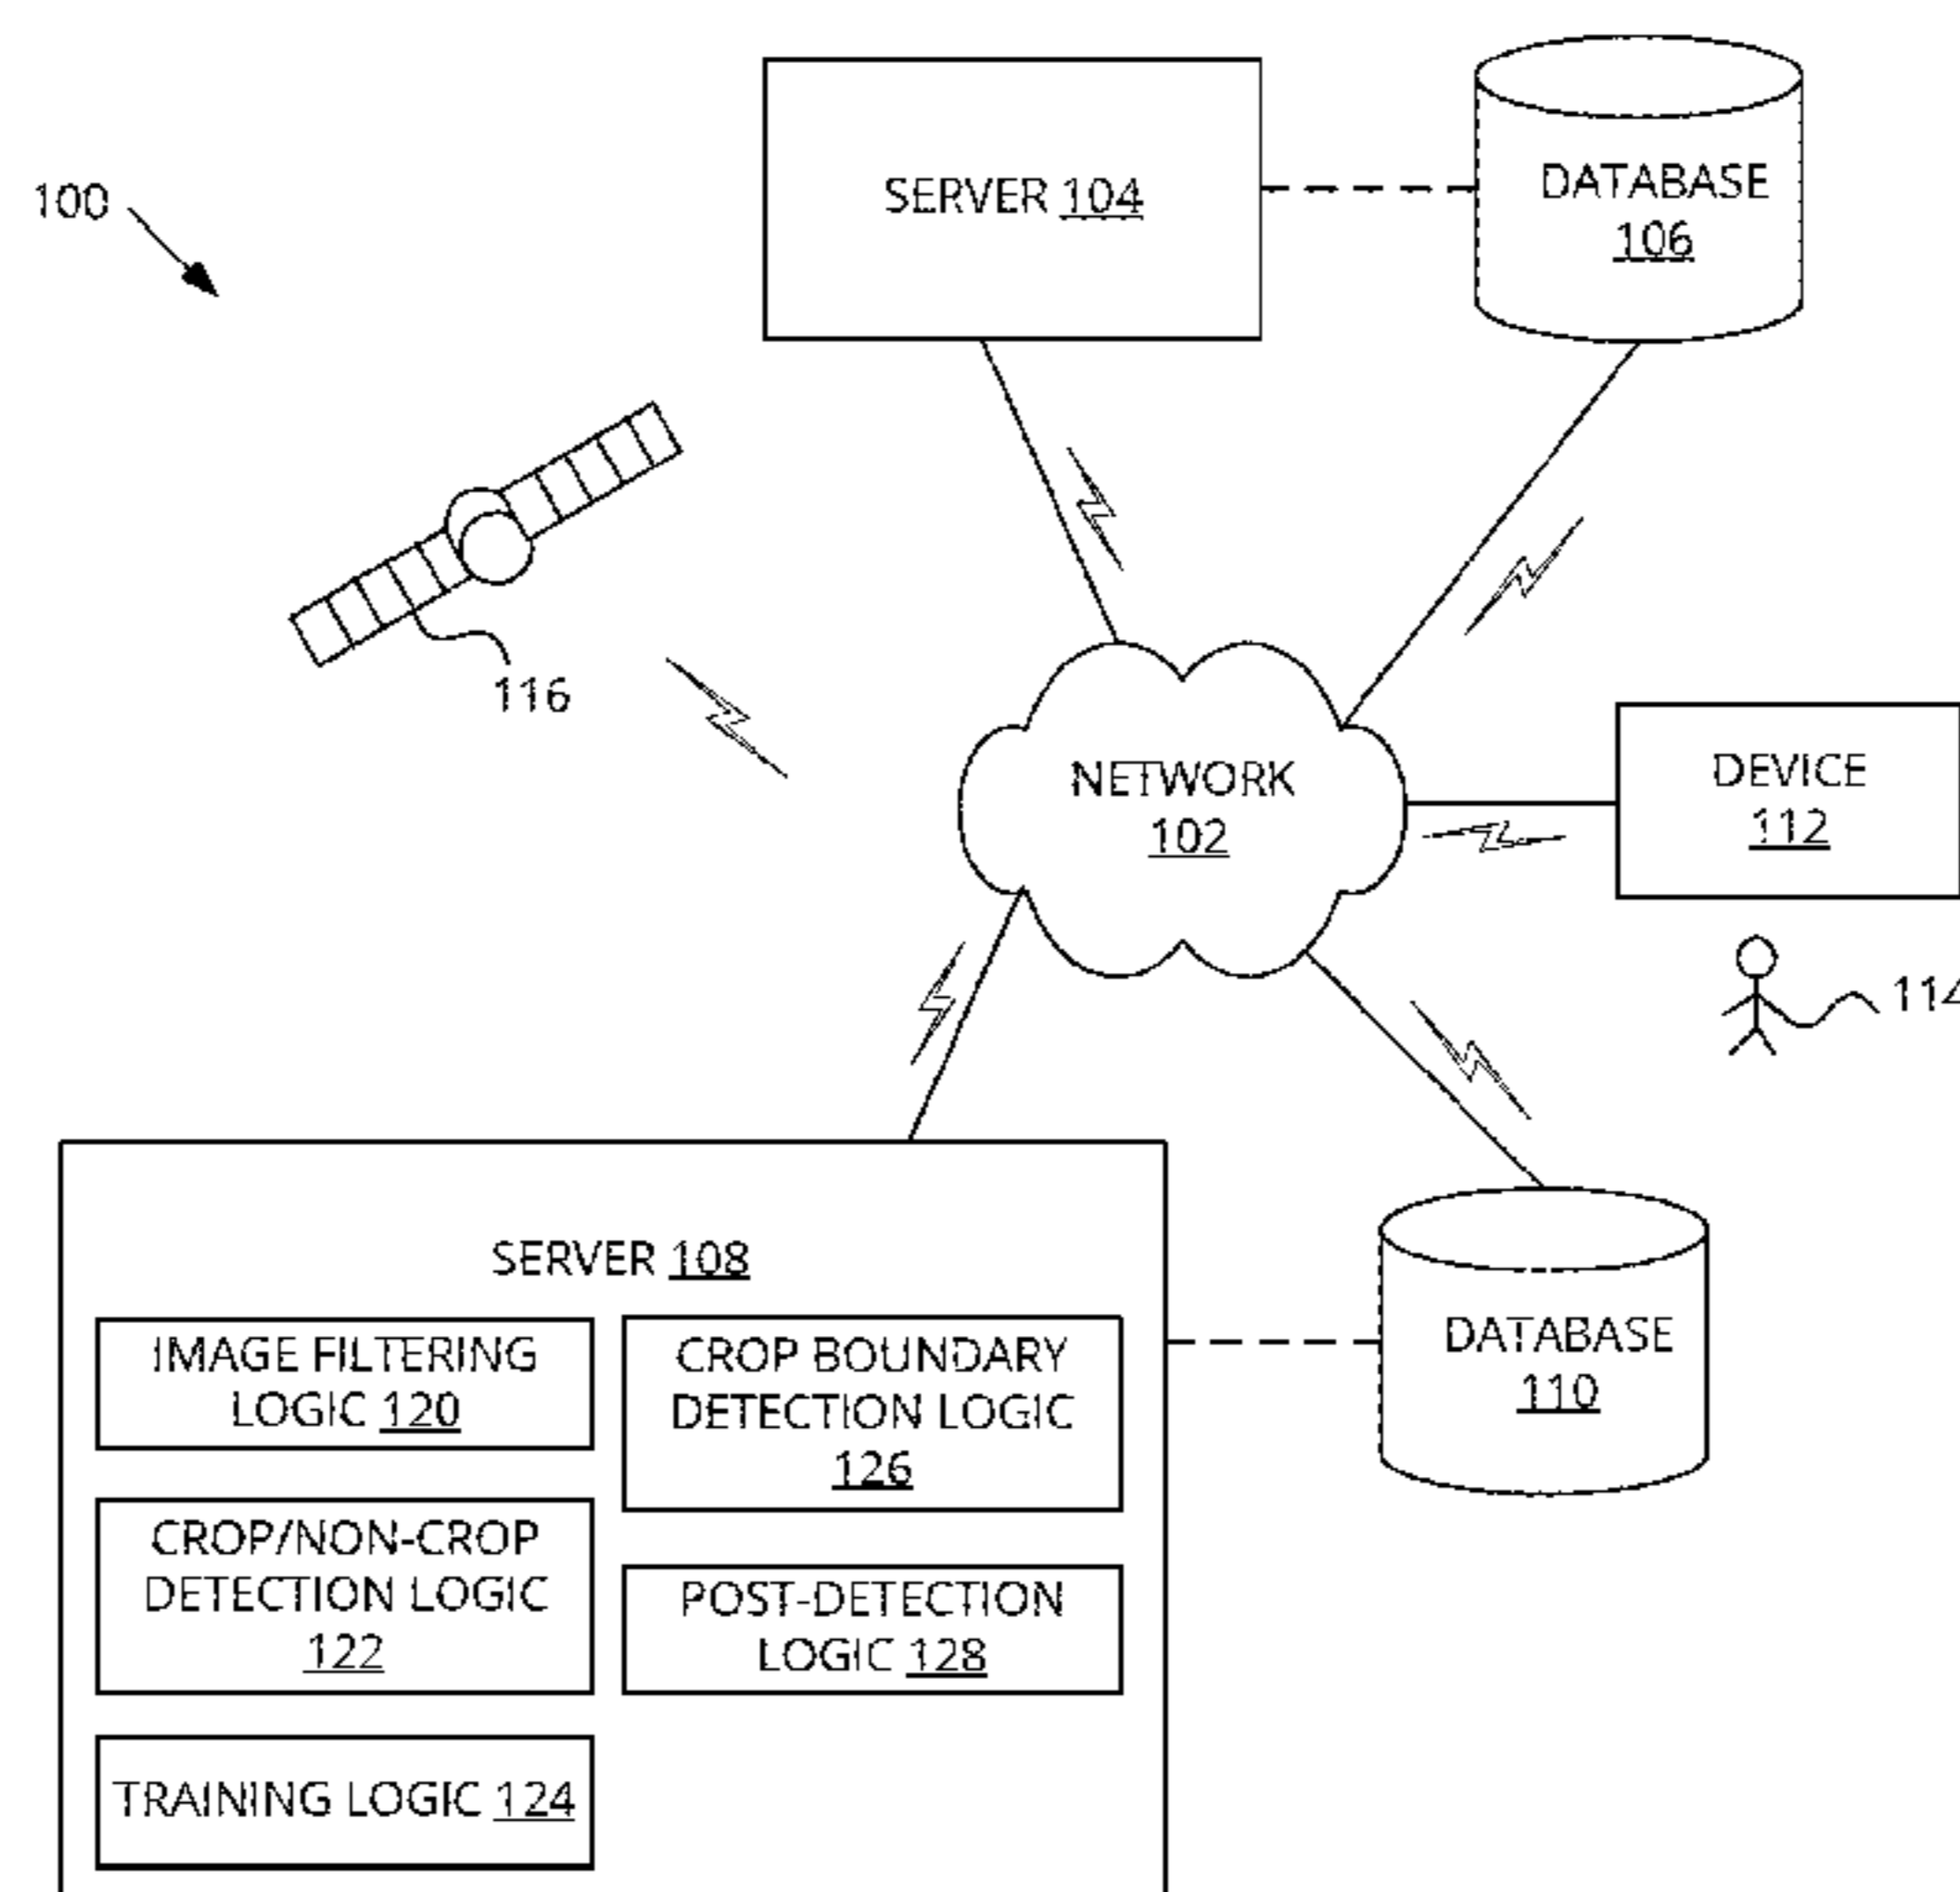 100
SERVER 104
DATABASE
106
116
NETWORK
102
DEVICE
112
114
SERVER 108
IMAGE FILTERING
LOGIC 120
CROP BOUNDARY
DETECTION LOGIC
126
CROP/NON-CROP
DETECTION LOGIC
122
POST-DETECTION
LOGIC 128
TRAINING LOGIC 124
DATABASE
110